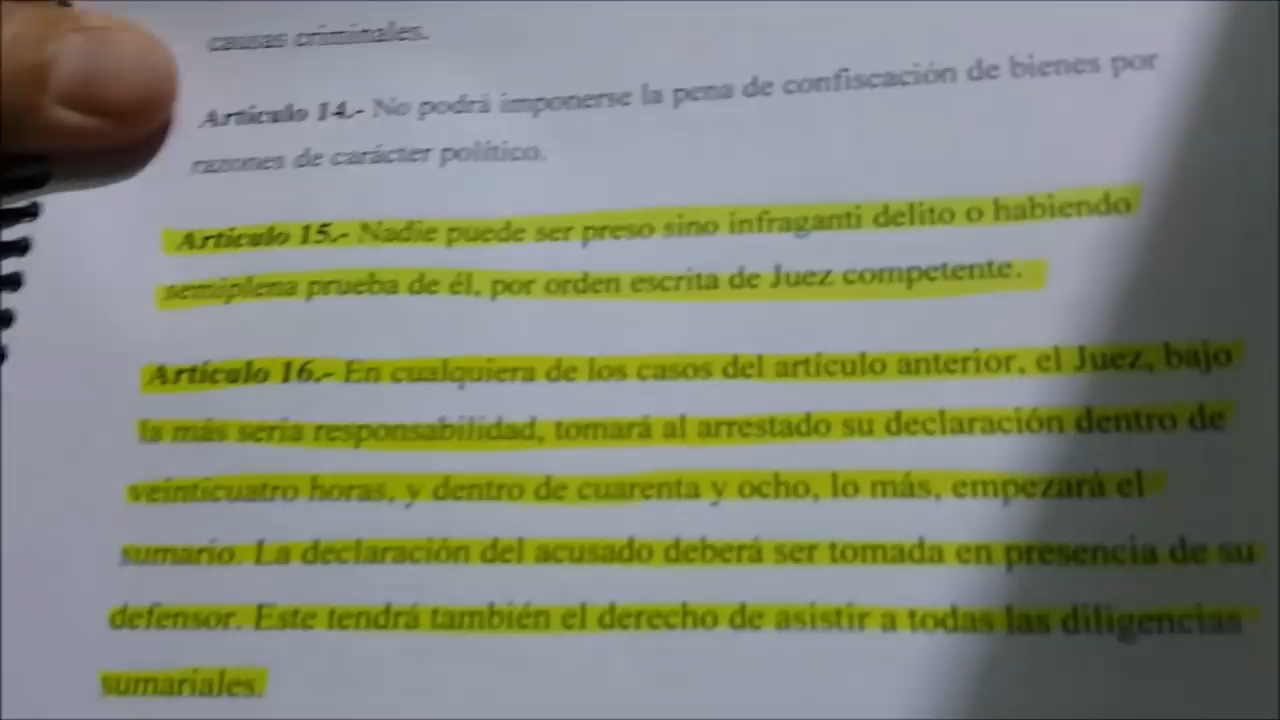 causas criminales.
Artículo 14.- No podrá imponerse la pena de confiscación de bienes por
razones de carácter político.
Artículo 15.- Nadie puede ser preso sino infraganti delito o habiendo
semiplena prueba de él, por orden escrita de Juez competente.
Artículo 16.- En cualquiera de los casos del artículo anterior, el Juez, bajo
la más seria responsabilidad, tomará al arrestado su declaración dentro de
veinticuatro horas, y dentro de cuarenta y ocho, lo más, empezará el
sumario. La declaración del acusado deberá ser tomada en presencia de su
defensor. Este tendrá también el derecho de asistir a todas las diligencias
sumariales.